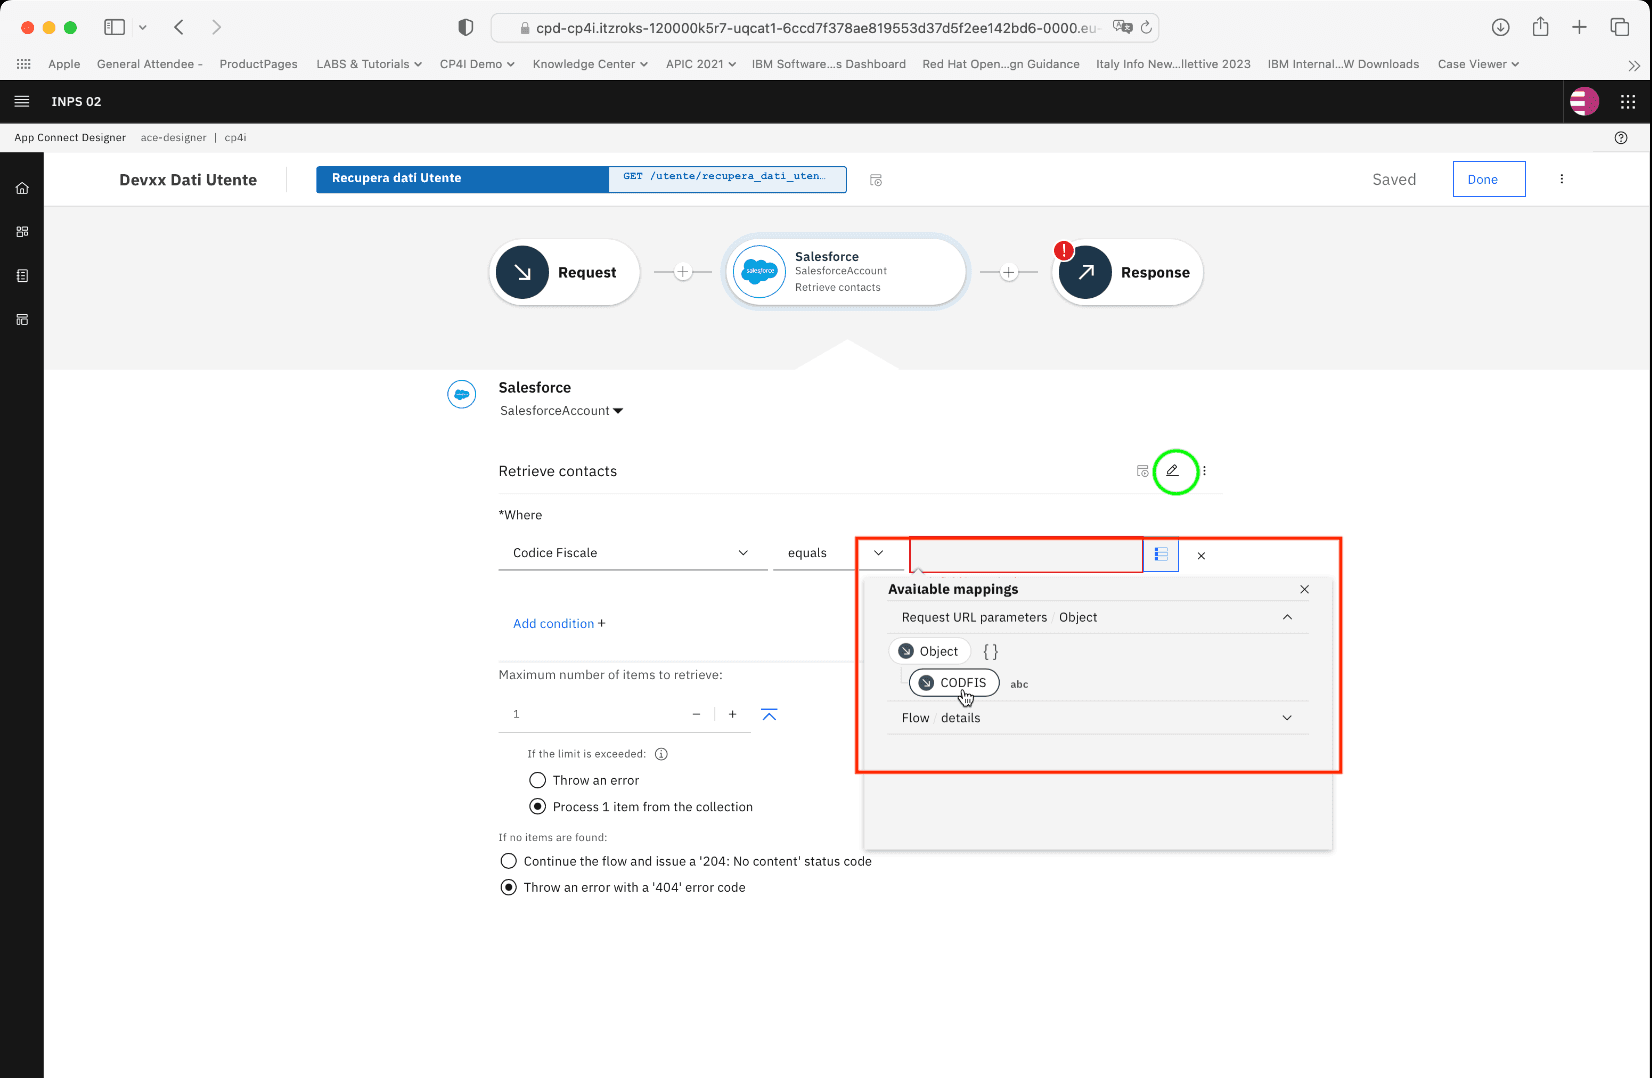 cpd-cp4i.itzroks-120000k5r7-uqcat1-6ccd7f378ae819553d37d5f2ee142bd6-0000.eu-
Apple General Attendee - ProductPages LABS & Tutorials CP4I Demo Knowledge Center APIC 2021 IBM Software...s Dashboard Red Hat Open...gn Guidance Italy Info New...llettive 2023 IBM Internal...W Downloads Case Viewer
INPS 02
App Connect Designer ace-designer | cp4i
Devxx Dati Utente
Recupera dati Utente GET /utente/recupera_dati_uten…
Saved
Done
Request
salesforce
Salesforce
SalesforceAccount
Retrieve contacts
Response
Salesforce
SalesforceAccount
Retrieve contacts
*Where
Codice Fiscale equals
Available mappings
Request URL parameters / Object
Object { }
CODFIS abc
Flow / details
Add condition +
Maximum number of items to retrieve:
1 − +
If the limit is exceeded:
Throw an error
Process 1 item from the collection
If no items are found:
Continue the flow and issue a '204: No content' status code
Throw an error with a '404' error code